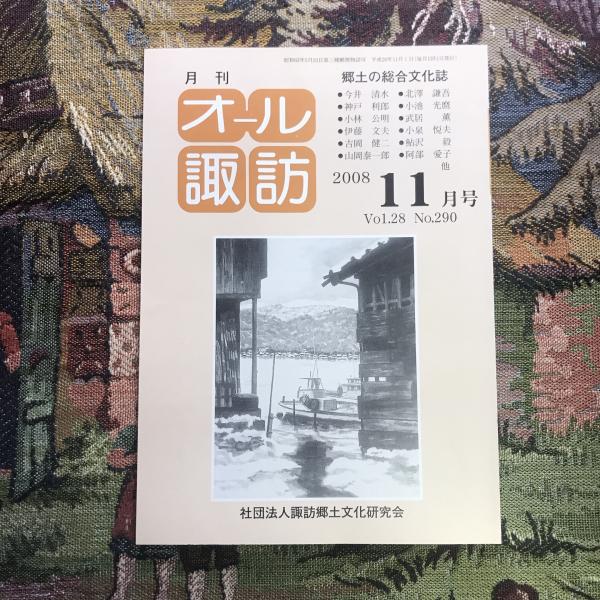 月刊
オール
諏訪
郷土の総合文化誌
●今井 清水 ●北澤 謙吾
●神戸 利郎 ●小池 光麿
●小林 公明 ●武居 薫
●伊藤 文夫 ●小泉 悦夫
●吉岡 健二 ●鮎沢 毅
●山岡泰一郎 ●阿部 愛子
他
2008 11月号
Vol.28 No.290
社団法人諏訪郷土文化研究会